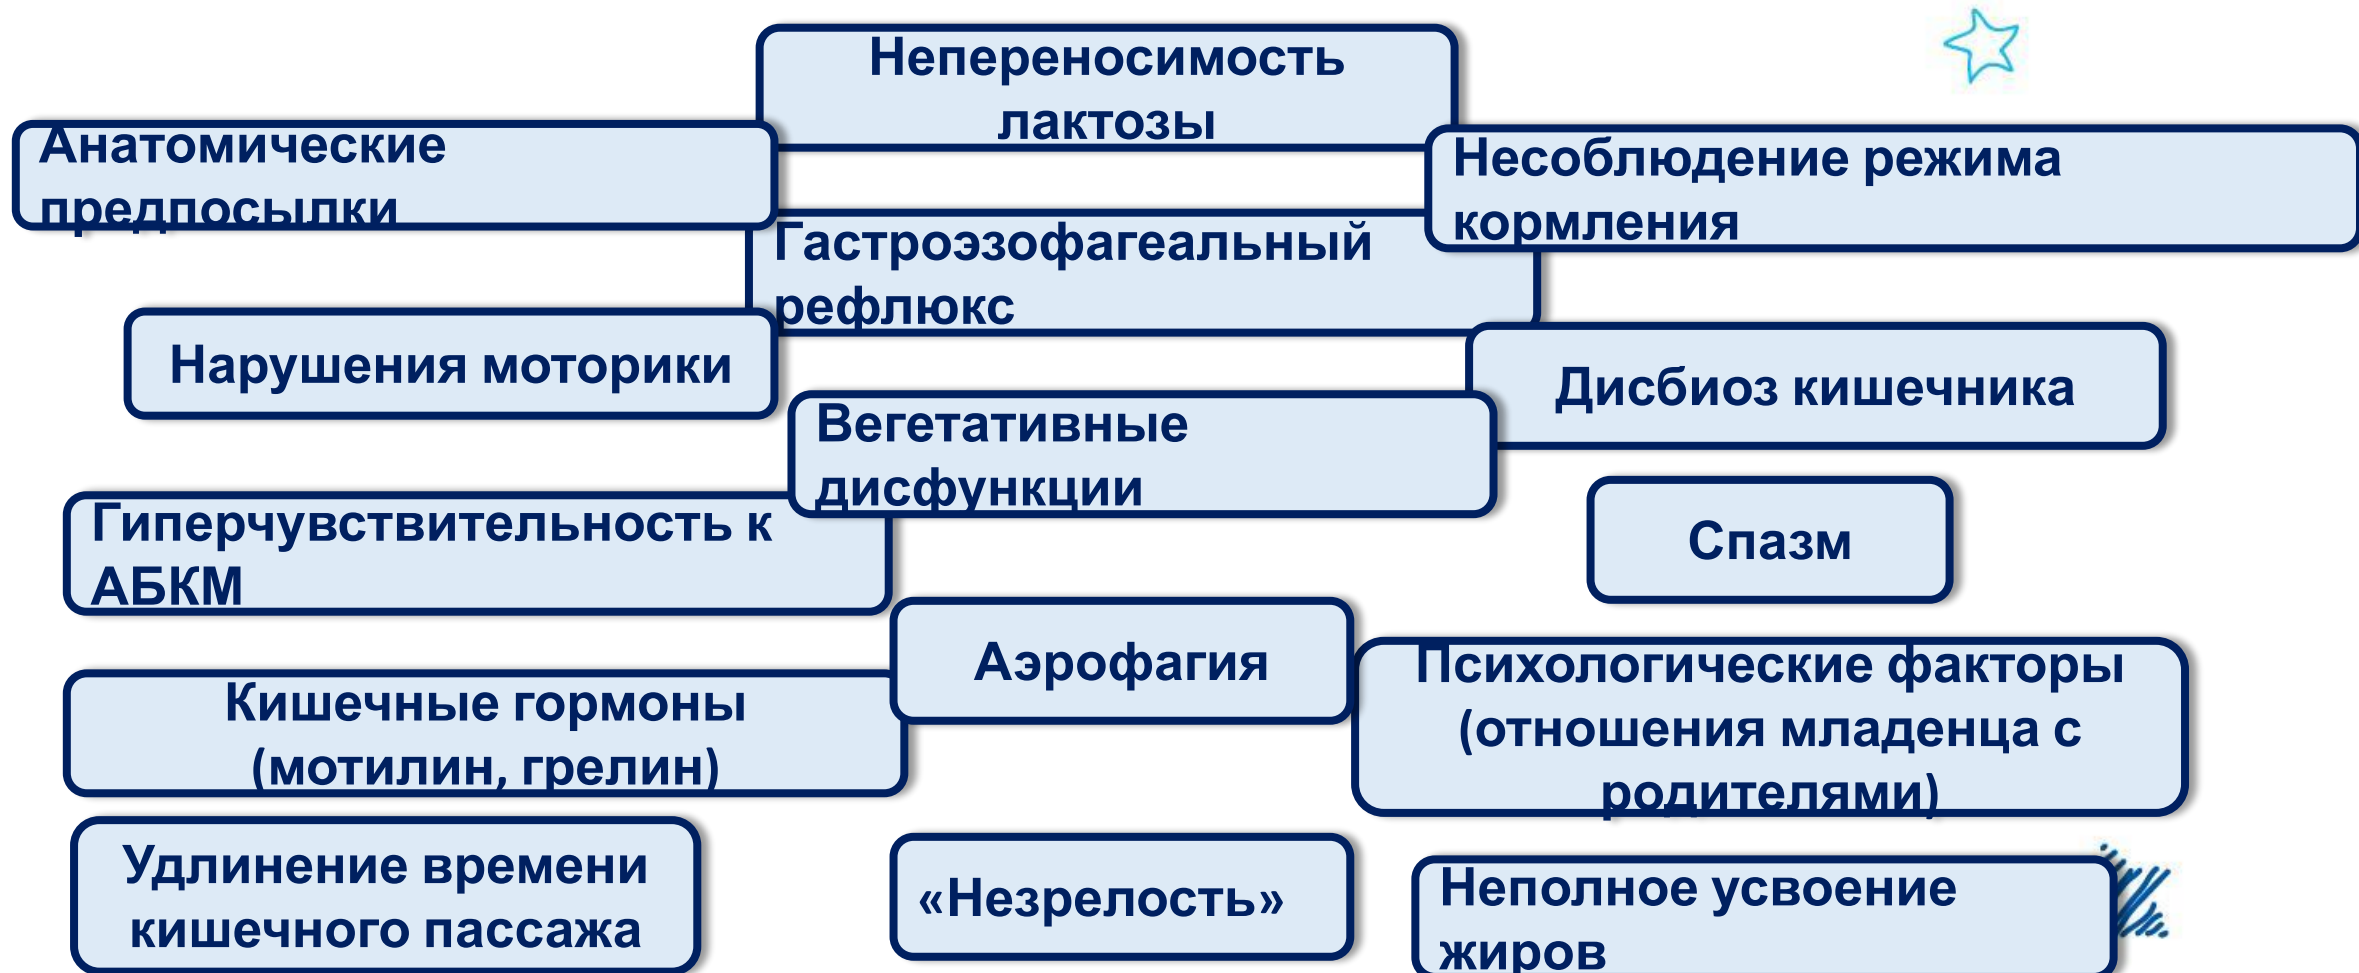 Непереносимость
лактозы
Анатомические
предпосылки
Несоблюдение режима
кормления
Гастроэзофагеальный
рефлюкс
Нарушения моторики
Дисбиоз кишечника
Вегетативные
дисфункции
Гиперчувствительность к
АБКМ
Спазм
Аэрофагия
Психологические факторы
(отношения младенца с
родителями)
Кишечные гормоны
(мотилин, грелин)
Удлинение времени
кишечного пассажа
«Незрелость»
Неполное усвоение
жиров